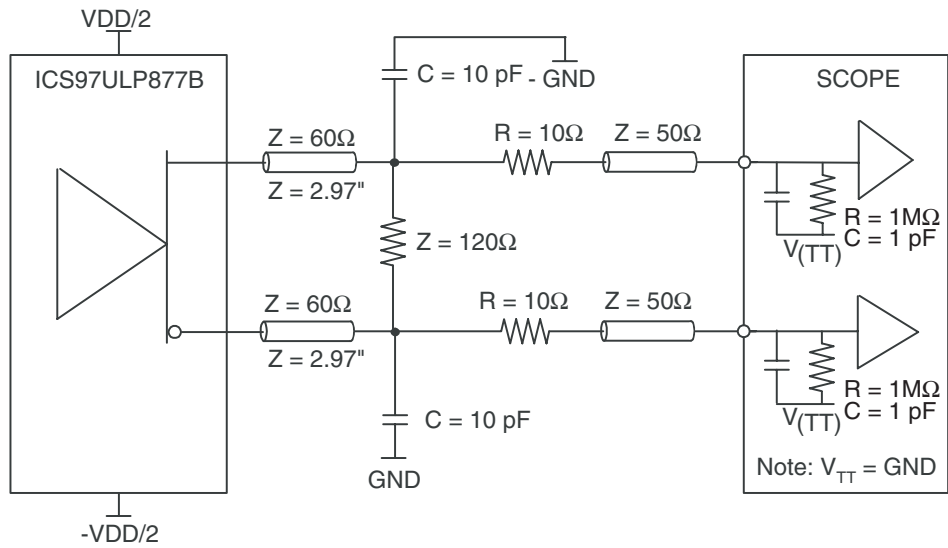 VDD/2
ICS97ULP877B
C = 10 pF
- GND
SCOPE
Z = 60Ω
R = 10Ω
Z = 50Ω
Z = 2.97"
R = 1MΩ
C = 1 pF
V(TT)
Z = 120Ω
Z = 60Ω
R = 10Ω
Z = 50Ω
Z = 2.97"
R = 1MΩ
C = 1 pF
V(TT)
C = 10 pF
GND
Note: VTT = GND
-VDD/2